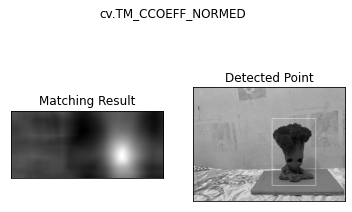 cv.TM_CCOEFF_NORMED
Matching Result
Detected Point